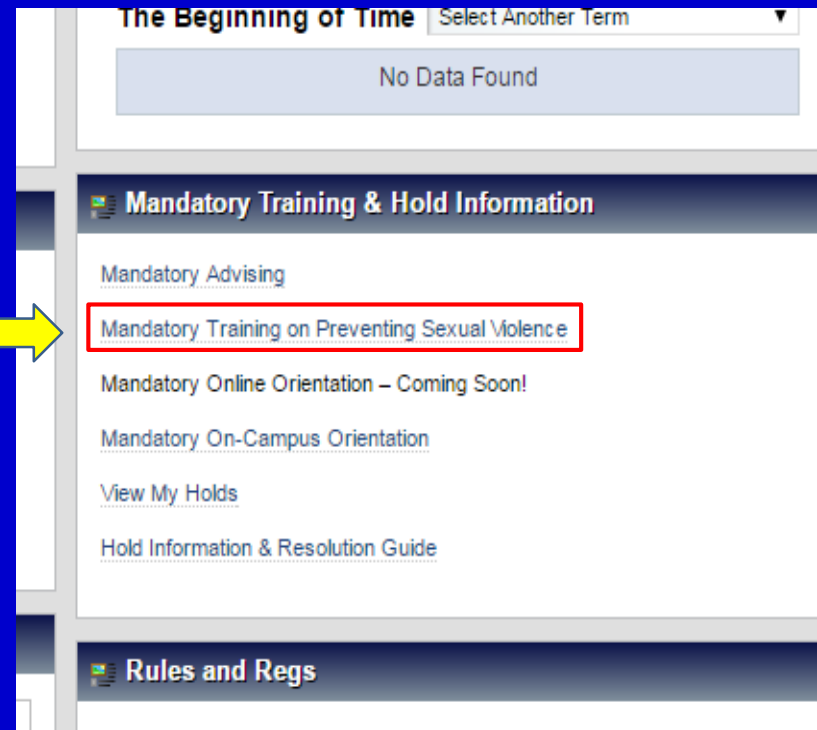 The Beginning of Time Select Another Term
No Data Found
Mandatory Training & Hold Information
Mandatory Advising
Mandatory Training on Preventing Sexual Violence
Mandatory Online Orientation – Coming Soon!
Mandatory On-Campus Orientation
View My Holds
Hold Information & Resolution Guide
Rules and Regs